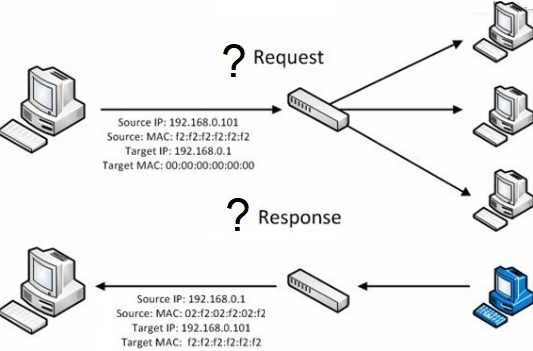 ? Request
Source IP: 192.168.0.101
Source: MAC: f2:f2:f2:f2:f2:f2
Target IP: 192.168.0.1
Target MAC: 00:00:00:00:00:00
? Response
Source IP: 192.168.0.1
Source: MAC: 02:f2:02:f2:02:f2
Target IP: 192.168.0.101
Target MAC: f2:f2:f2:f2:f2:f2